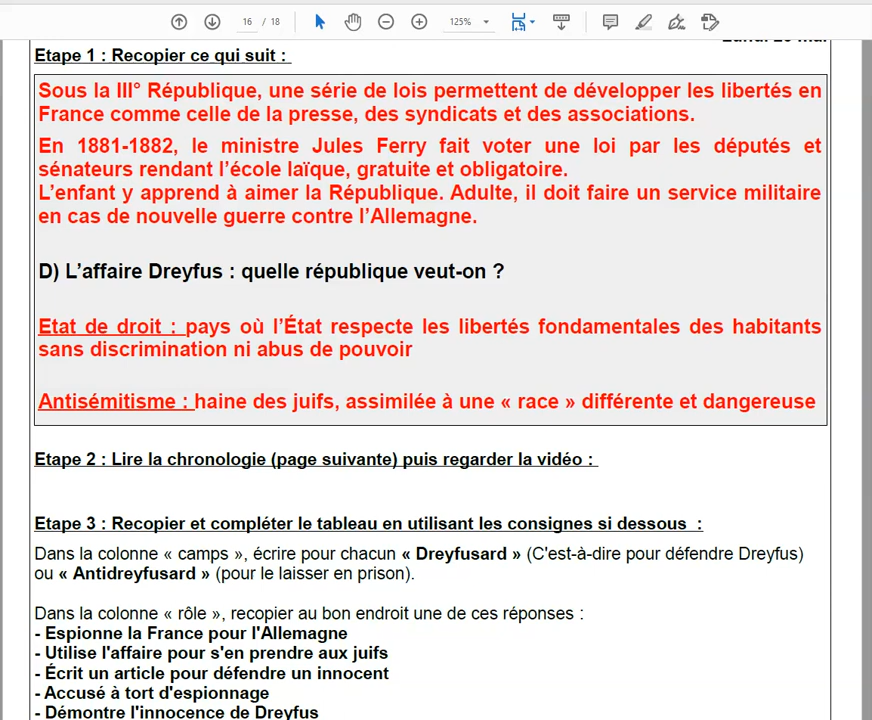 16 / 18
125%
Etape 1 : Recopier ce qui suit :
Sous la III° République, une série de lois permettent de développer les libertés en
France comme celle de la presse, des syndicats et des associations.
En 1881-1882, le ministre Jules Ferry fait voter une loi par les députés et
sénateurs rendant l'école laïque, gratuite et obligatoire.
L'enfant y apprend à aimer la République. Adulte, il doit faire un service militaire
en cas de nouvelle guerre contre l'Allemagne.
D) L'affaire Dreyfus : quelle république veut-on ?
Etat de droit : pays où l'État respecte les libertés fondamentales des habitants
sans discrimination ni abus de pouvoir
Antisémitisme : haine des juifs, assimilée à une « race » différente et dangereuse
Etape 2 : Lire la chronologie (page suivante) puis regarder la vidéo :
Etape 3 : Recopier et compléter le tableau en utilisant les consignes si dessous :
Dans la colonne « camps », écrire pour chacun « Dreyfusard » (C'est-à-dire pour défendre Dreyfus)
ou « Antidreyfusard » (pour le laisser en prison).
Dans la colonne « rôle », recopier au bon endroit une de ces réponses :
- Espionne la France pour l'Allemagne
- Utilise l'affaire pour s'en prendre aux juifs
- Écrit un article pour défendre un innocent
- Accusé à tort d'espionnage
- Démontre l'innocence de Dreyfus